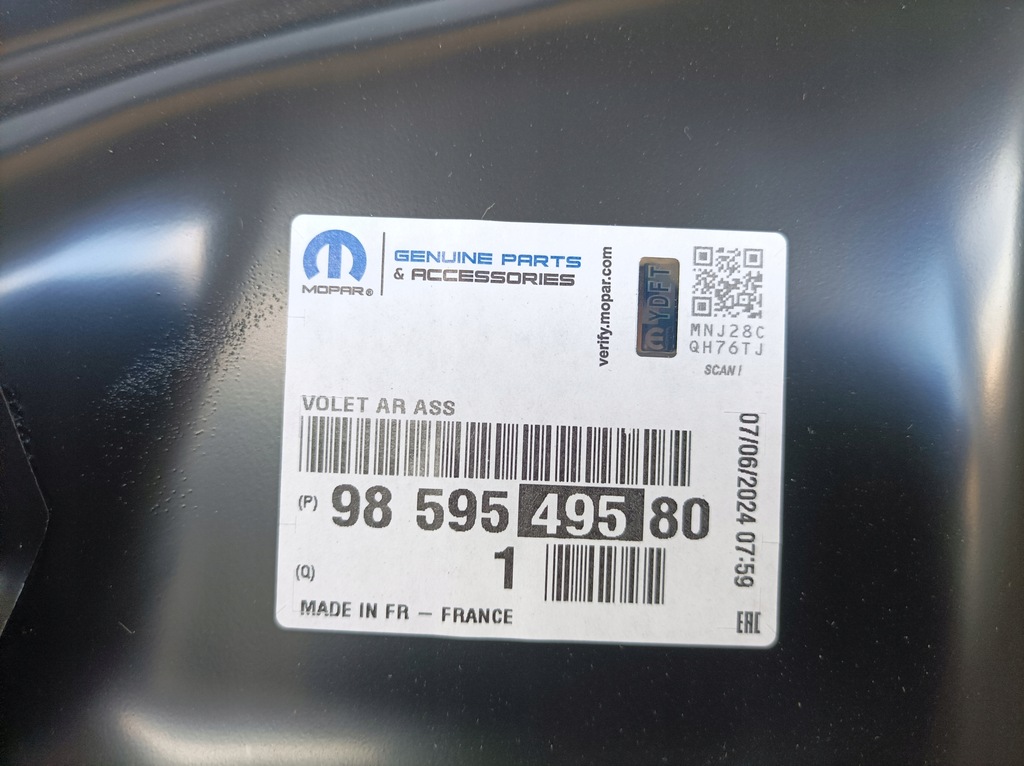 MOPAR®
GENUINE PARTS
& ACCESSORIES
verify.mopar.com
YDFT
MNJ28C
QH76TJ
SCAN!
VOLET AR ASS
(P) 98 595 495 80
(Q) 1
MADE IN FR – FRANCE
07/06/2024 07:59
EAC